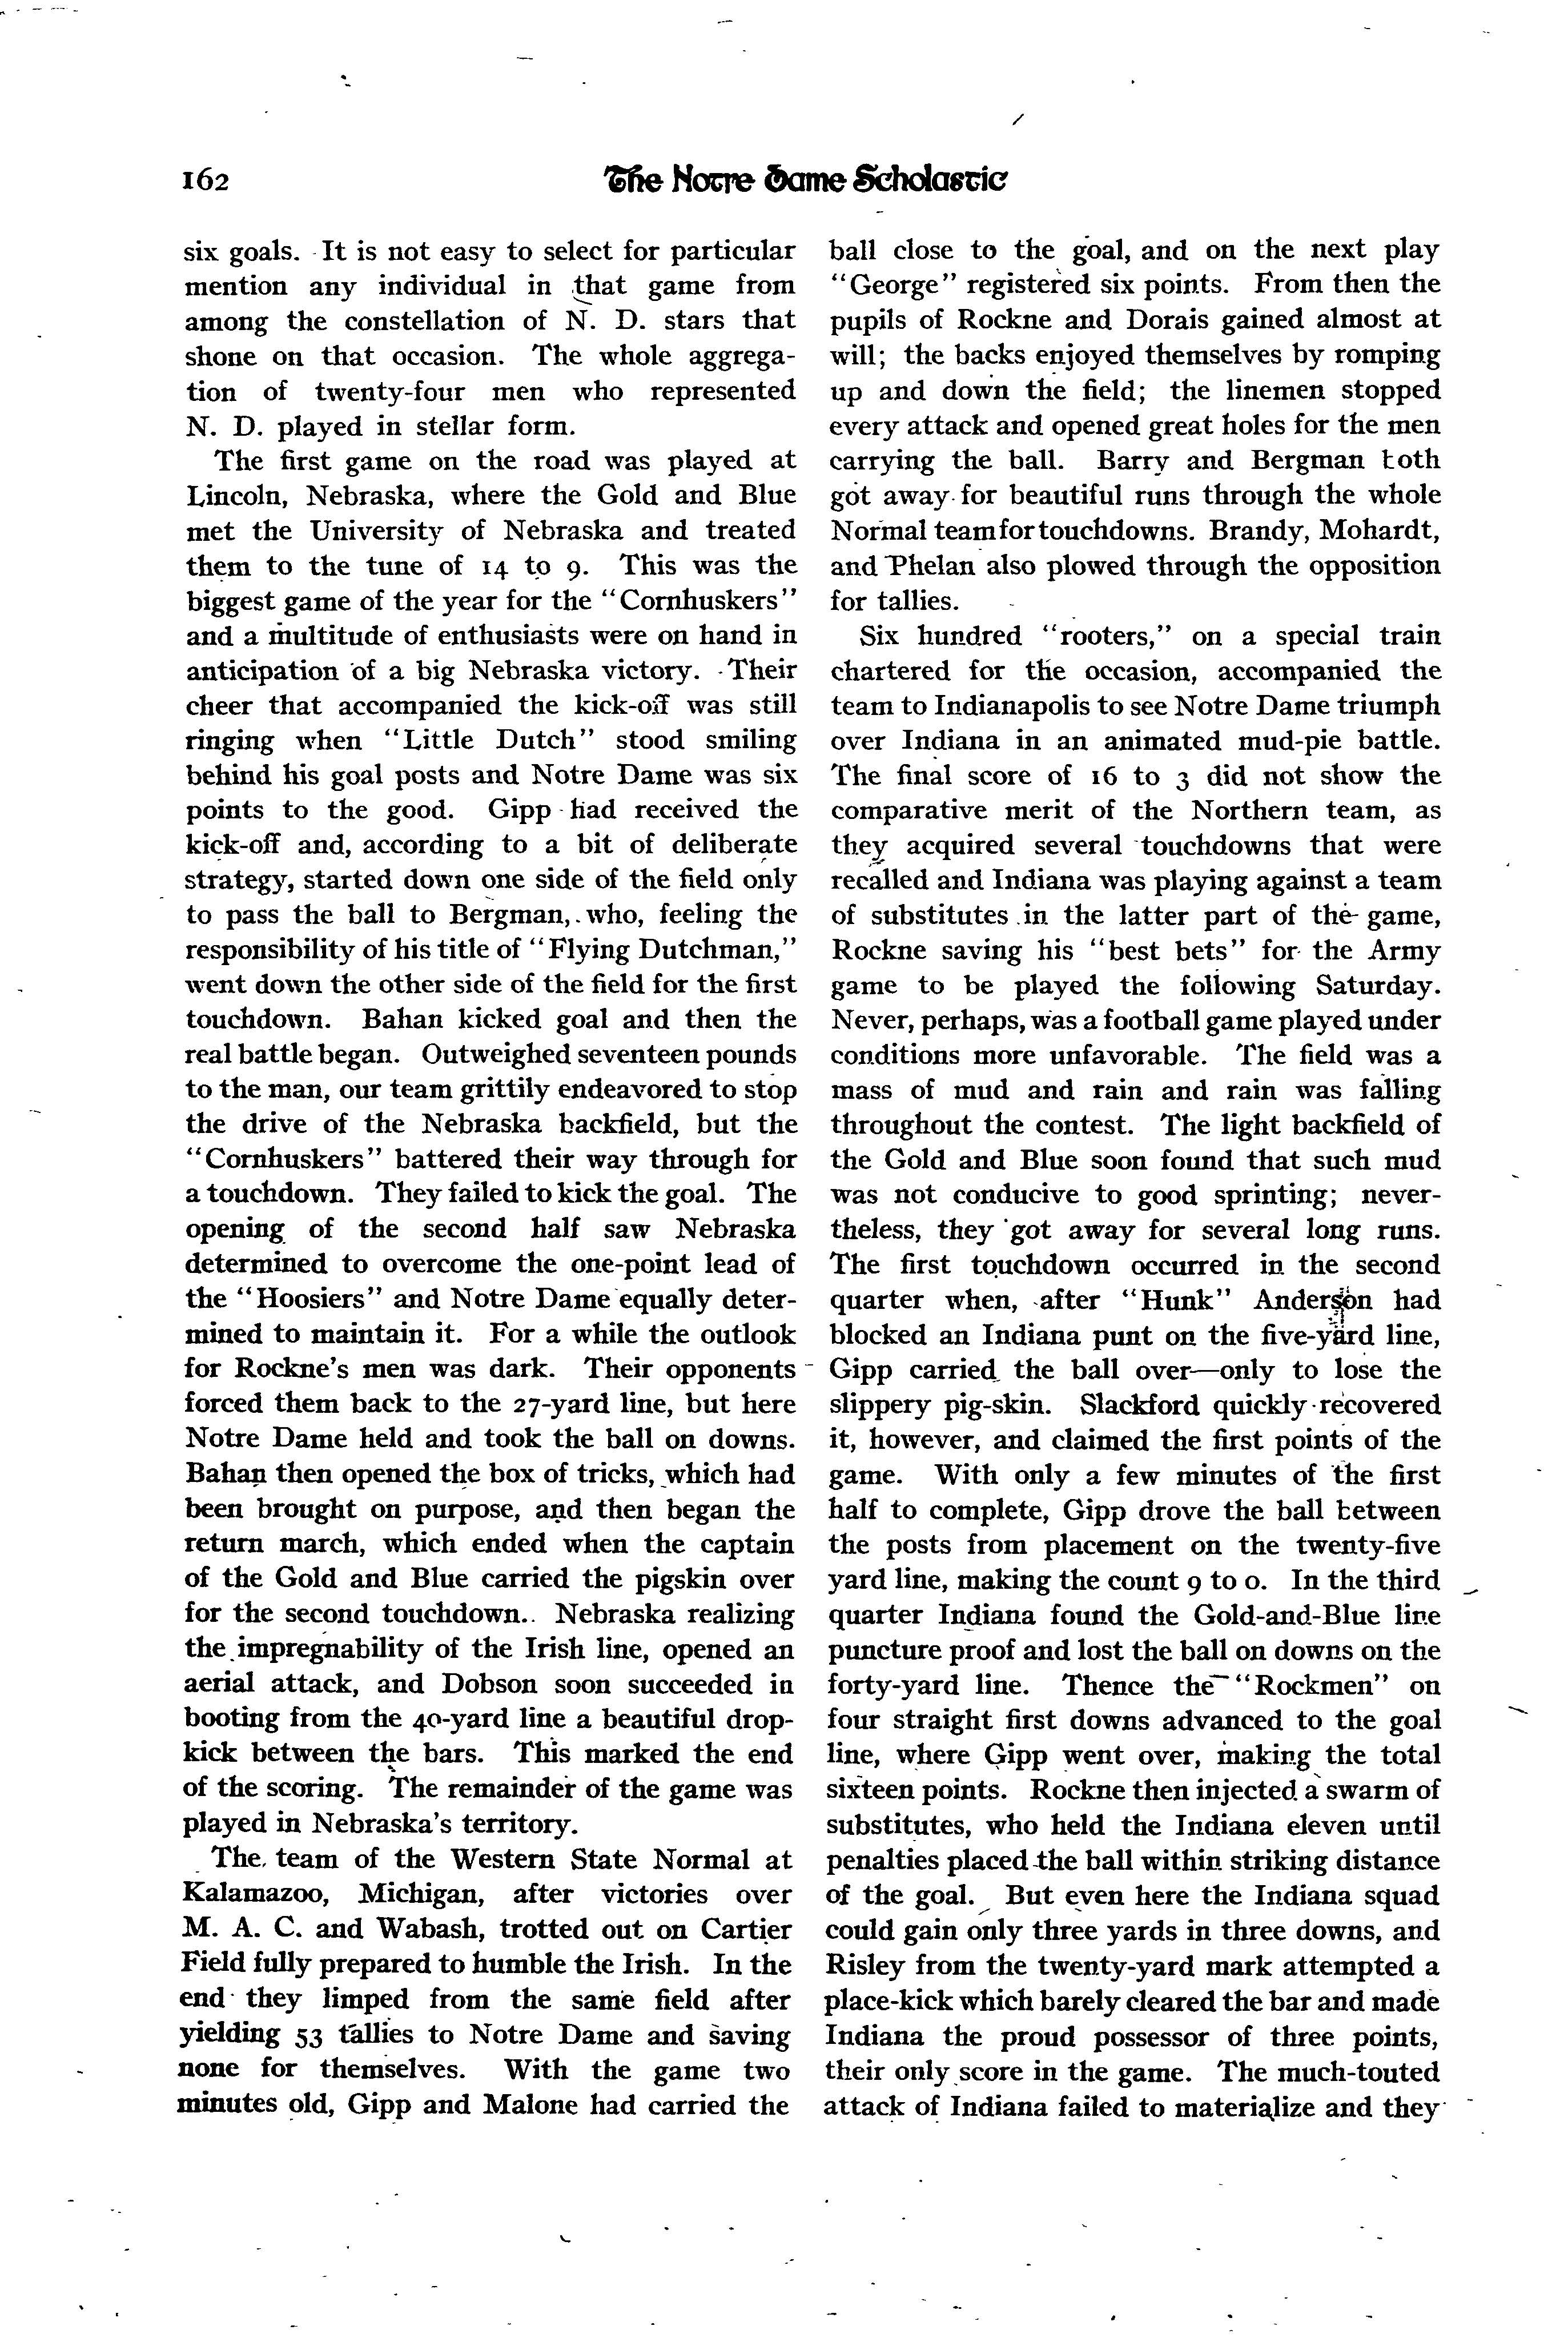 162
The Notre Dame Scholastic
six goals. It is not easy to select for particular
mention any individual in that game from
among the constellation of N. D. stars that
shone on that occasion. The whole aggrega-
tion of twenty-four men who represented
N. D. played in stellar form.
The first game on the road was played at
Lincoln, Nebraska, where the Gold and Blue
met the University of Nebraska and treated
them to the tune of 14 to 9. This was the
biggest game of the year for the "Cornhuskers"
and a multitude of enthusiasts were on hand in
anticipation of a big Nebraska victory. Their
cheer that accompanied the kick-off was still
ringing when "Little Dutch" stood smiling
behind his goal posts and Notre Dame was six
points to the good. Gipp had received the
kick-off and, according to a bit of deliberate
strategy, started down one side of the field only
to pass the ball to Bergman, who, feeling the
responsibility of his title of "Flying Dutchman,"
went down the other side of the field for the first
touchdown. Bahan kicked goal and then the
real battle began. Outweighed seventeen pounds
to the man, our team grittily endeavored to stop
the drive of the Nebraska backfield, but the
"Cornhuskers" battered their way through for
a touchdown. They failed to kick the goal. The
opening of the second half saw Nebraska
determined to overcome the one-point lead of
the "Hoosiers" and Notre Dame equally deter-
mined to maintain it. For a while the outlook
for Rockne's men was dark. Their opponents
forced them back to the 27-yard line, but here
Notre Dame held and took the ball on downs.
Bahan then opened the box of tricks, which had
been brought on purpose, and then began the
return march, which ended when the captain
of the Gold and Blue carried the pigskin over
for the second touchdown. Nebraska realizing
the impregnability of the Irish line, opened an
aerial attack, and Dobson soon succeeded in
booting from the 40-yard line a beautiful drop-
kick between the bars. This marked the end
of the scoring. The remainder of the game was
played in Nebraska's territory.
The team of the Western State Normal at
Kalamazoo, Michigan, after victories over
M. A. C. and Wabash, trotted out on Cartier
Field fully prepared to humble the Irish. In the
end they limped from the same field after
yielding 53 tallies to Notre Dame and saving
none for themselves. With the game two
minutes old, Gipp and Malone had carried the
ball close to the goal, and on the next play
"George" registered six points. From then the
pupils of Rockne and Dorais gained almost at
will; the backs enjoyed themselves by romping
up and down the field; the linemen stopped
every attack and opened great holes for the men
carrying the ball. Barry and Bergman both
got away for beautiful runs through the whole
Normal team for touchdowns. Brandy, Mohardt,
and Phelan also plowed through the opposition
for tallies.
Six hundred "rooters," on a special train
chartered for the occasion, accompanied the
team to Indianapolis to see Notre Dame triumph
over Indiana in an animated mud-pie battle.
The final score of 16 to 3 did not show the
comparative merit of the Northern team, as
they acquired several touchdowns that were
recalled and Indiana was playing against a team
of substitutes in the latter part of the game,
Rockne saving his "best bets" for the Army
game to be played the following Saturday.
Never, perhaps, was a football game played under
conditions more unfavorable. The field was a
mass of mud and rain and rain was falling
throughout the contest. The light backfield of
the Gold and Blue soon found that such mud
was not conducive to good sprinting; never-
theless, they got away for several long runs.
The first touchdown occurred in the second
quarter when, after "Hunk" Anderson had
blocked an Indiana punt on the five-yard line,
Gipp carried the ball over—only to lose the
slippery pig-skin. Slackford quickly recovered
it, however, and claimed the first points of the
game. With only a few minutes of the first
half to complete, Gipp drove the ball between
the posts from placement on the twenty-five
yard line, making the count 9 to 0. In the third
quarter Indiana found the Gold-and-Blue line
puncture proof and lost the ball on downs on the
forty-yard line. Thence the "Rockmen" on
four straight first downs advanced to the goal
line, where Gipp went over, making the total
sixteen points. Rockne then injected a swarm of
substitutes, who held the Indiana eleven until
penalties placed the ball within striking distance
of the goal. But even here the Indiana squad
could gain only three yards in three downs, and
Risley from the twenty-yard mark attempted a
place-kick which barely cleared the bar and made
Indiana the proud possessor of three points,
their only score in the game. The much-touted
attack of Indiana failed to materialize and they